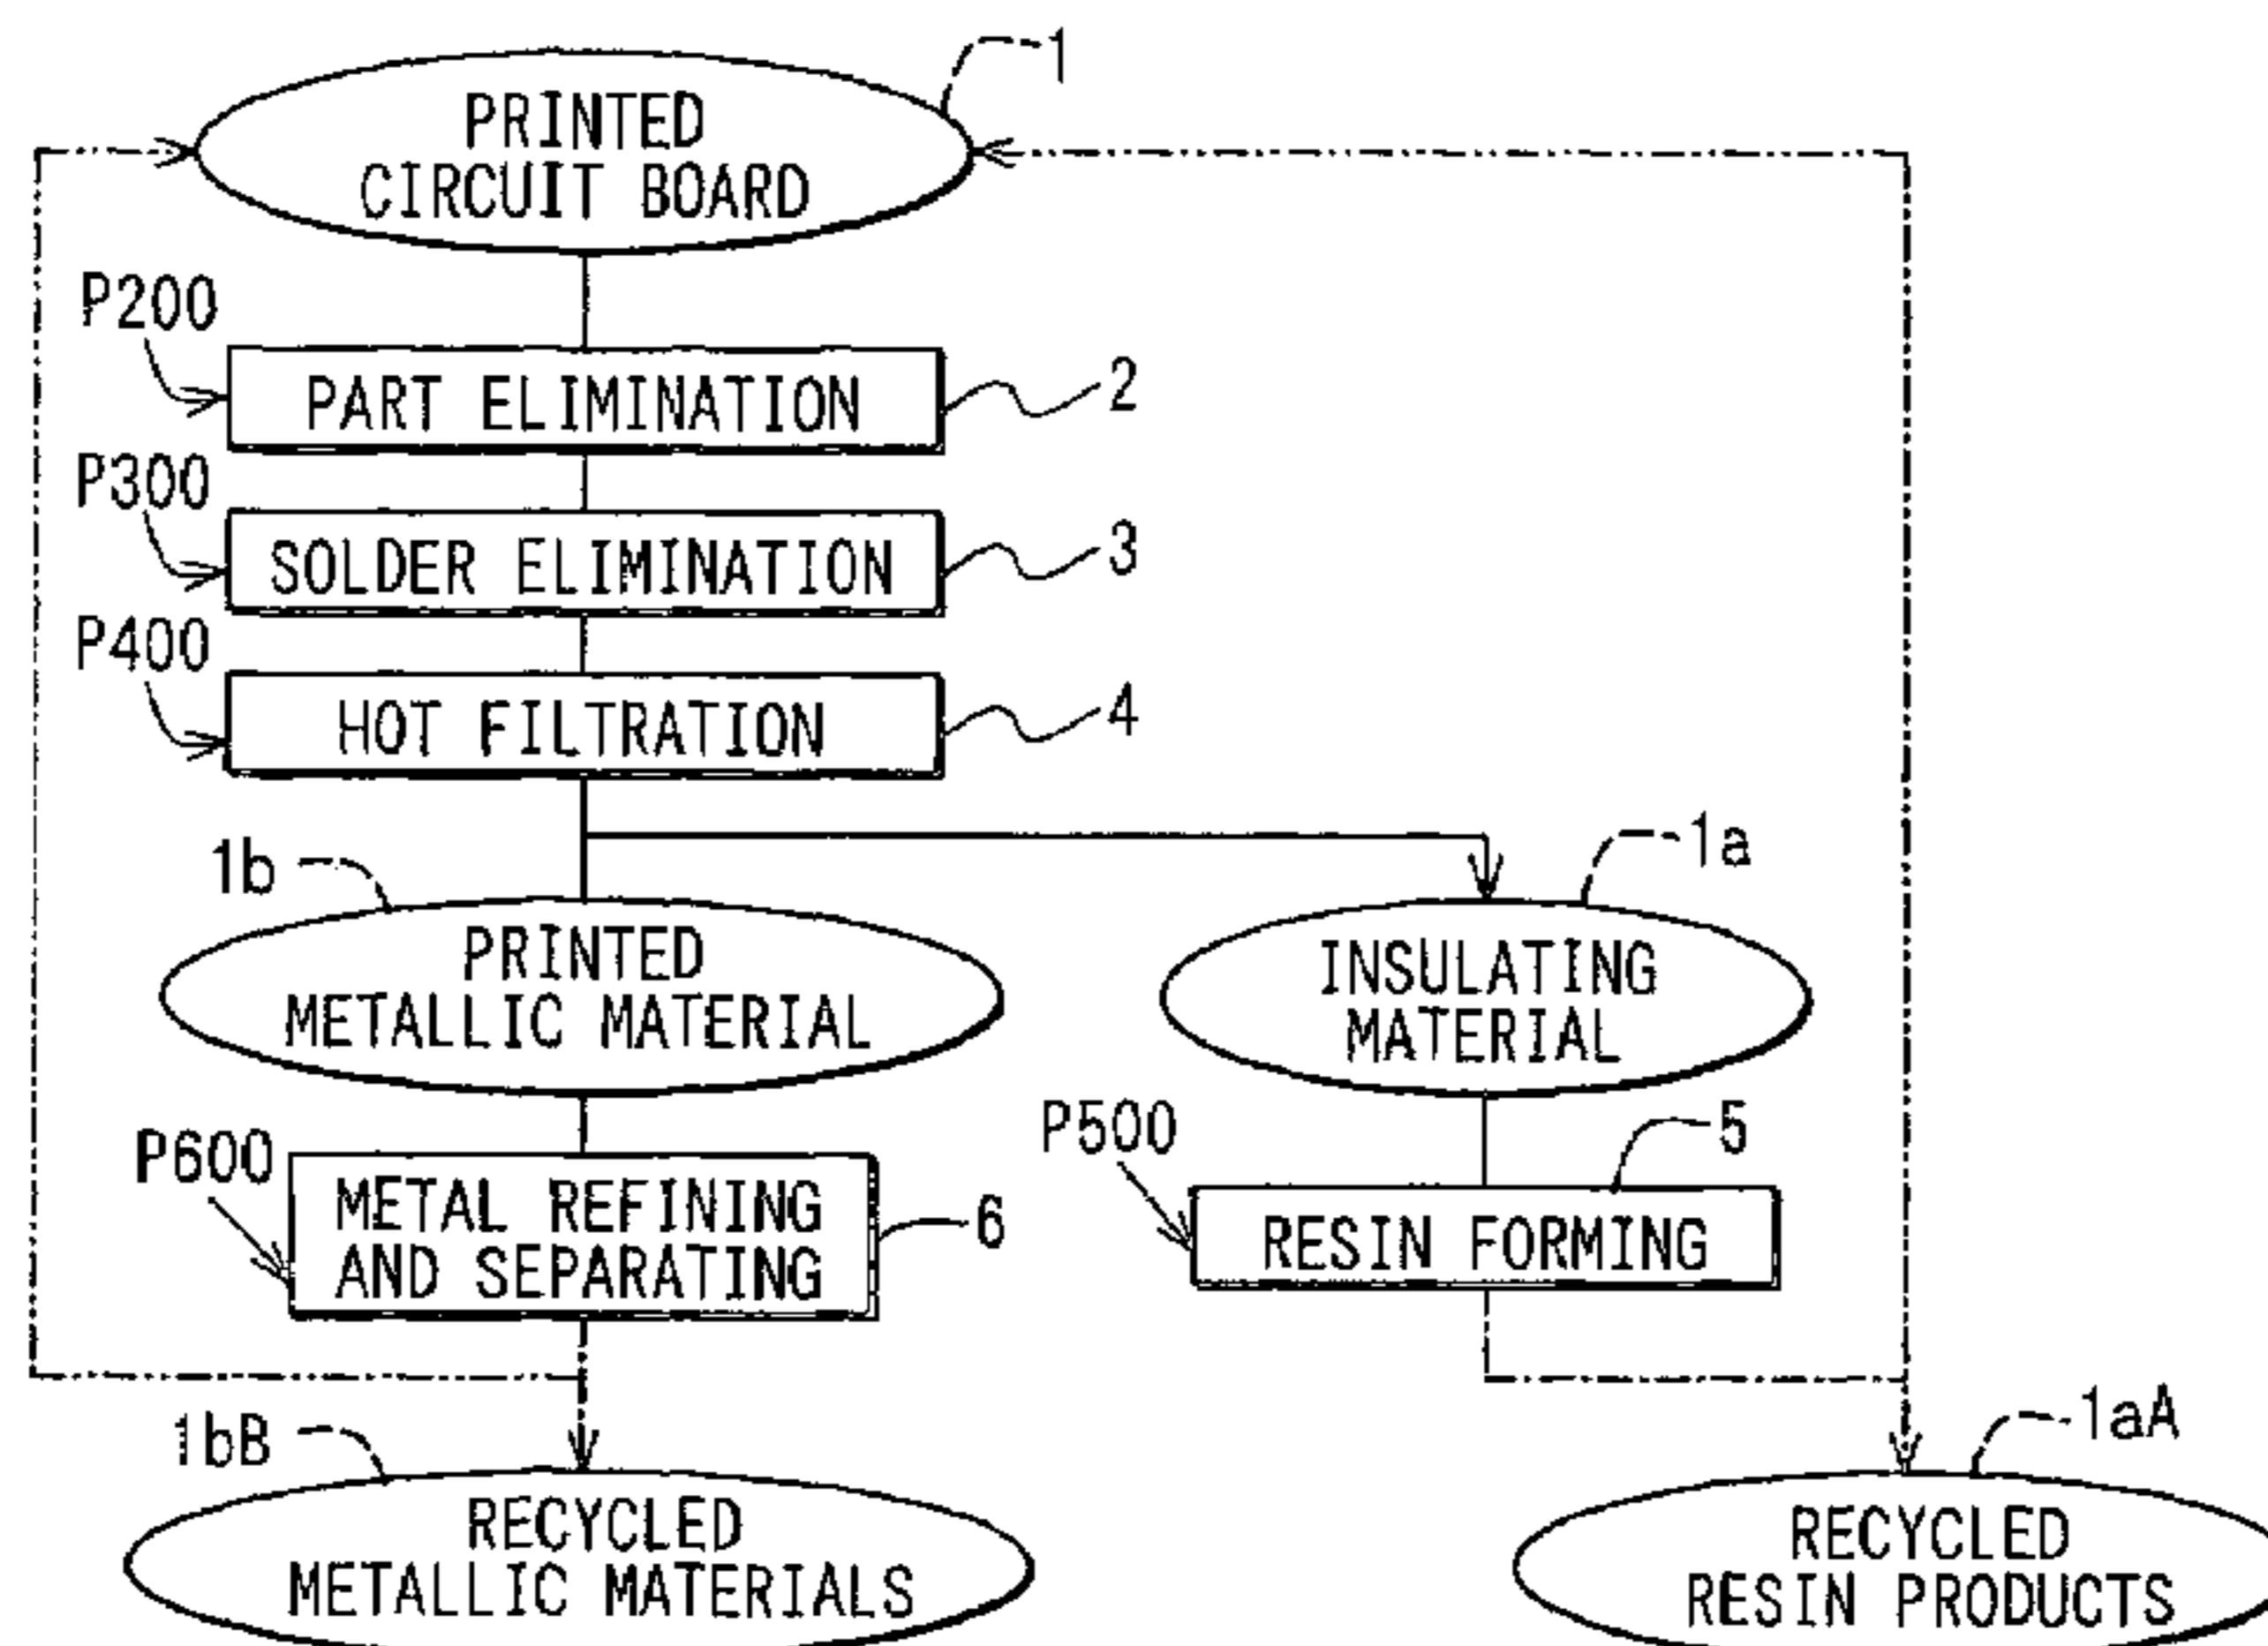 1
PRINTED
CIRCUIT BOARD
P200
PART ELIMINATION
2
P300
SOLDER ELIMINATION
3
P400
HOT FILTRATION
4
1b
1a
PRINTED
METALLIC MATERIAL
INSULATING
MATERIAL
P600
METAL REFINING
AND SEPARATING
6
P500
5
RESIN FORMING
1bB
1aA
RECYCLED
METALLIC MATERIALS
RECYCLED
RESIN PRODUCTS